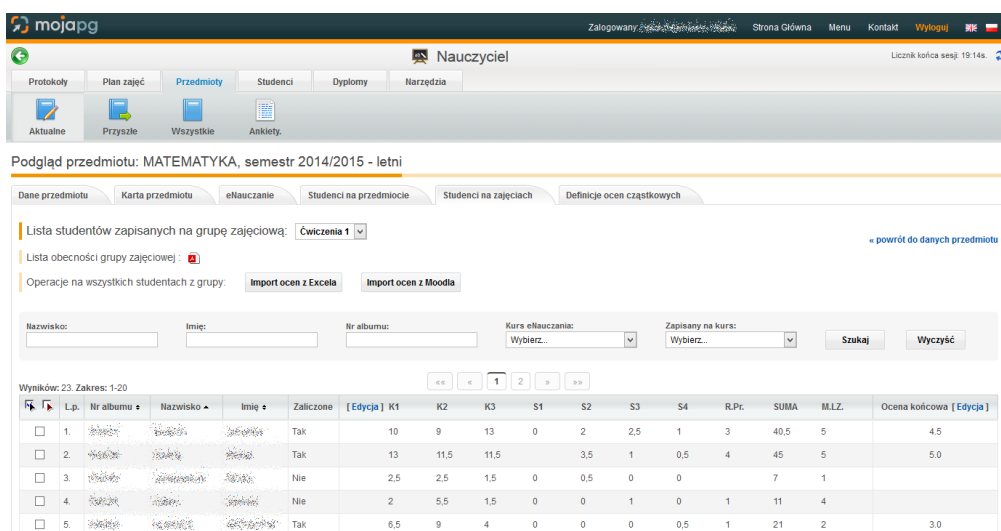 mojapg
Zalogowany: Strona Główna Menu Kontakt Wyloguj
Nauczyciel
Licznik końca sesji: 19:14s.
Protokoły Plan zajęć Przedmioty Studenci Dyplomy Narzędzia
Aktualne Przyszłe Wszystkie Ankiety.
Podgląd przedmiotu: MATEMATYKA, semestr 2014/2015 - letni
Dane przedmiotu Karta przedmiotu eNauczanie Studenci na przedmiocie Studenci na zajęciach Definicje ocen cząstkowych
Lista studentów zapisanych na grupę zajęciową: Ćwiczenia 1
« powrót do danych przedmiotu
Lista obecności grupy zajęciowej :
Operacje na wszystkich studentach z grupy: Import ocen z Excela Import ocen z Moodla
Nazwisko: Imię: Nr albumu: Kurs eNauczania: Zapisany na kurs:
Wybierz... Wybierz... Szukaj Wyczyść
Wyników: 23. Zakres: 1-20
«« « 1 2 » »»
L.p. Nr albumu Nazwisko Imię Zaliczone [ Edycja ] K1 K2 K3 S1 S2 S3 S4 R.Pr. SUMA M.I.Z. Ocena końcowa [ Edycja ]
1. Tak 10 9 13 0 2 2,5 1 3 40,5 5 4.5
2. Tak 13 11,5 11,5 3,5 1 0,5 4 45 5 5.0
3. Nie 2,5 2,5 1,5 0 0,5 0 0 7 1
4. Nie 2 5,5 1,5 0 0 1 0 1 11 4
5. Tak 6,5 9 4 0 0 0 0,5 1 21 2 3.0